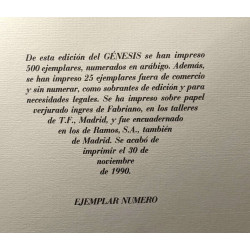 De esta edición del GÉNESIS se han impreso
500 ejemplares, numerados en arábigo. Además,
se han impreso 25 ejemplares fuera de comercio
y sin numerar, como sobrantes de edición y para
necesidades legales. Se ha impreso sobre papel
verjurado ingres de Fabriano, en los talleres
de T.F., Madrid, y fue encuadernado
en los de Ramos, S.A., también
de Madrid. Se acabó de
imprimir el 30 de
noviembre
de 1990.
EJEMPLAR NUMERO